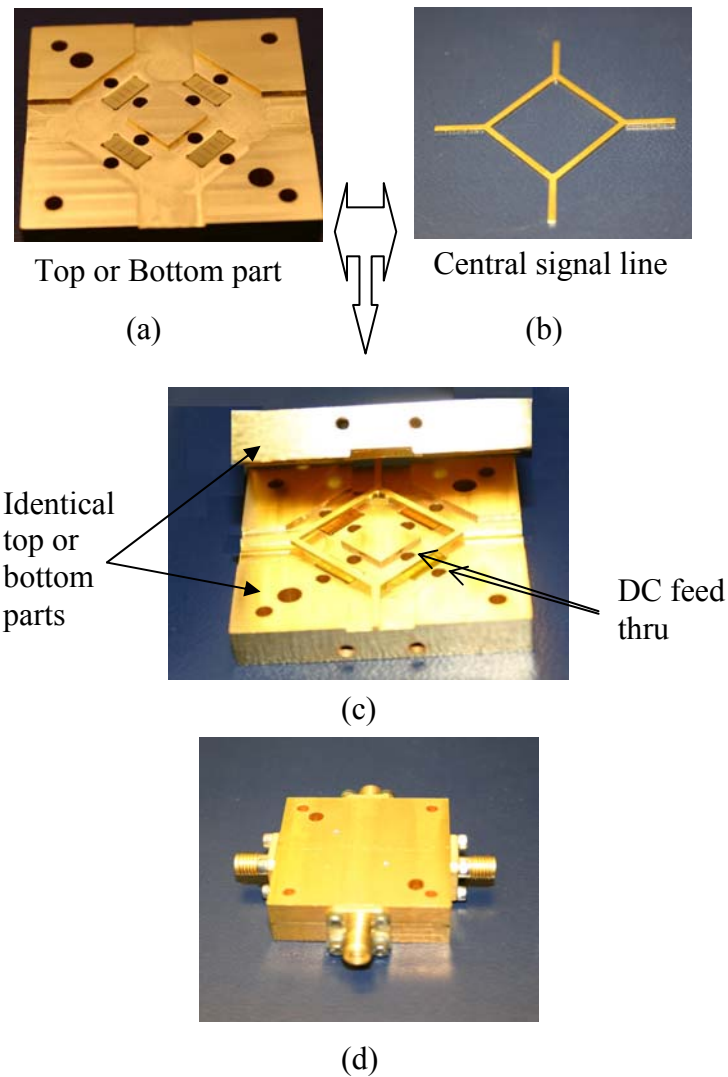 Top or Bottom part
Central signal line
(a)
(b)
Identical
top or
bottom
parts
DC feed
thru
(c)
(d)